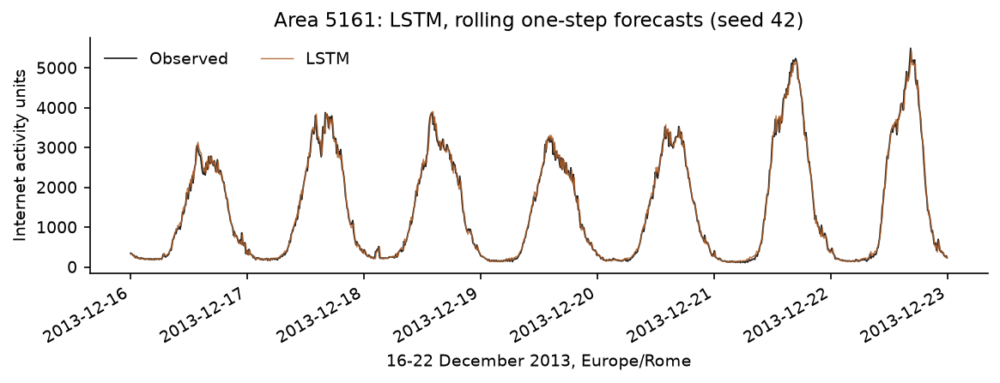 Area 5161: LSTM, rolling one-step forecasts (seed 42)
Observed
LSTM
Internet activity units
5000
4000
3000
2000
1000
0
2013-12-16
2013-12-17
2013-12-18
2013-12-19
2013-12-20
2013-12-21
2013-12-22
2013-12-23
16-22 December 2013, Europe/Rome